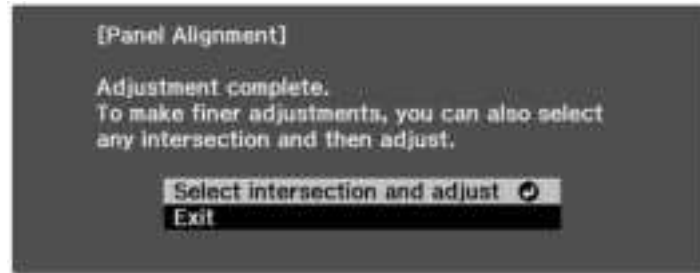 [Panel Alignment]
Adjustment complete.
To make finer adjustments, you can also select
any intersection and then adjust.
Select intersection and adjust
Exit